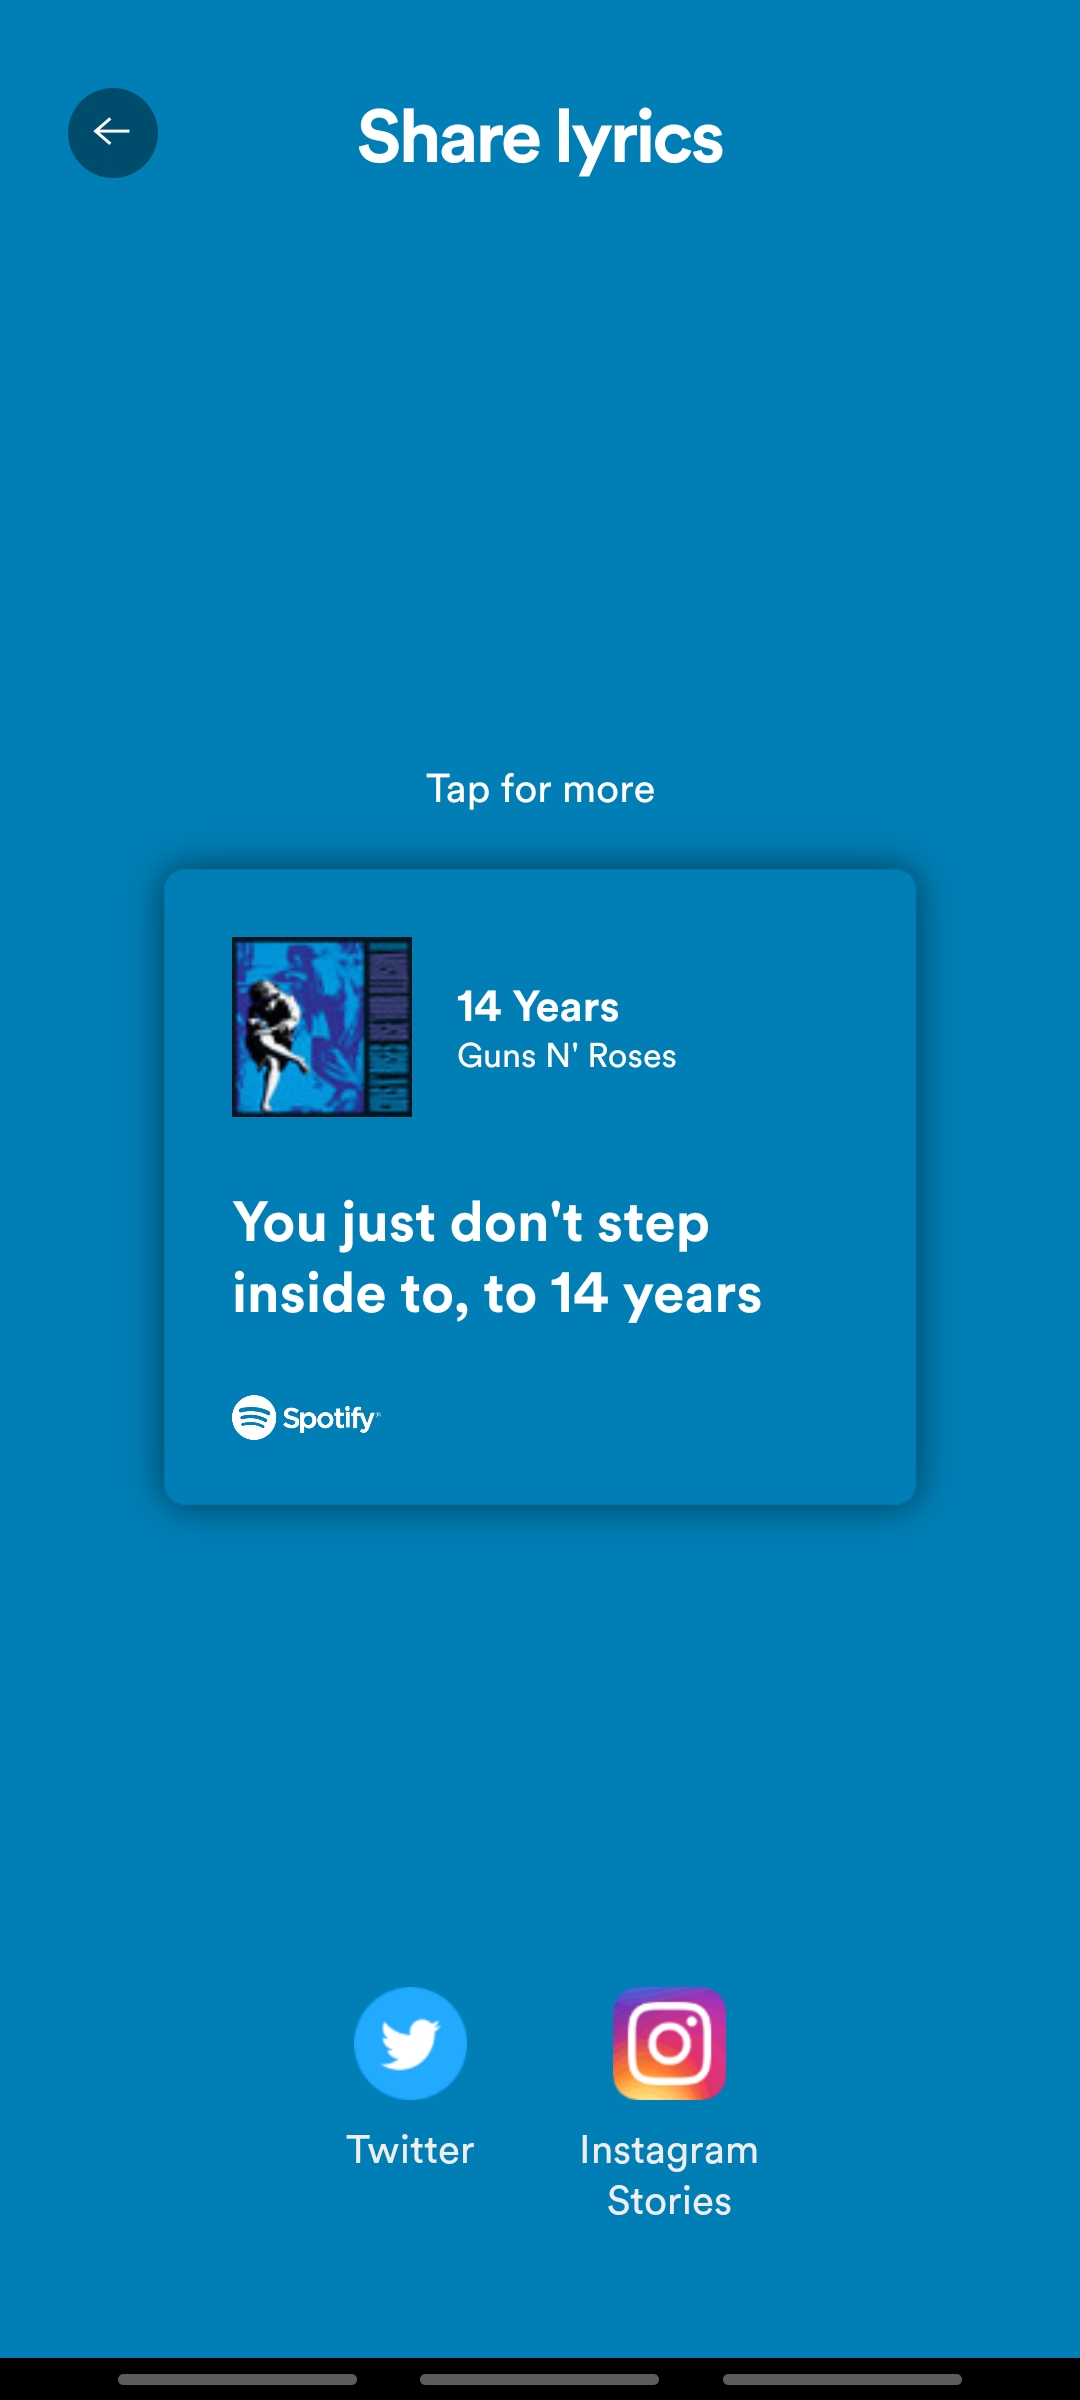 Share lyrics
Tap for more
14 Years
Guns N' Roses
You just don't step
inside to, to 14 years
Spotify
Twitter
Instagram
Stories